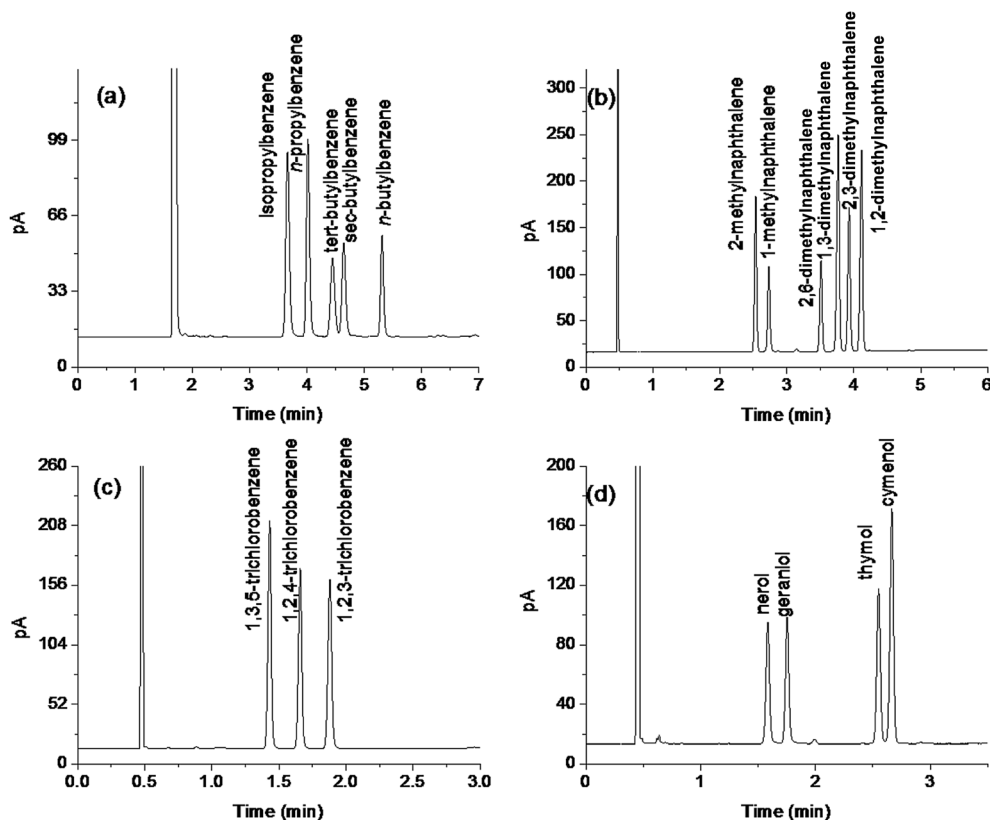 (a)
99
66
33
0
pA
Isopropylbenzene
n-propylbenzene
tert-butylbenzene
sec-butylbenzene
n-butylbenzene
0 1 2 3 4 5 6 7
Time (min)
(b)
300
250
200
150
100
50
0
pA
2-methylnaphthalene
1-methylnaphthalene
2,6-dimethylnaphthalene
1,3-dimethylnaphthalene
2,3-dimethylnaphthalene
1,2-dimethylnaphthalene
0 1 2 3 4 5 6
Time (min)
(c)
260
208
156
104
52
0
pA
1,3,5-trichlorobenzene
1,2,4-trichlorobenzene
1,2,3-trichlorobenzene
0.0 0.5 1.0 1.5 2.0 2.5 3.0
Time (min)
(d)
200
160
120
80
40
0
pA
nerol
geraniol
thymol
cymenol
0 1 2 3
Time (min)